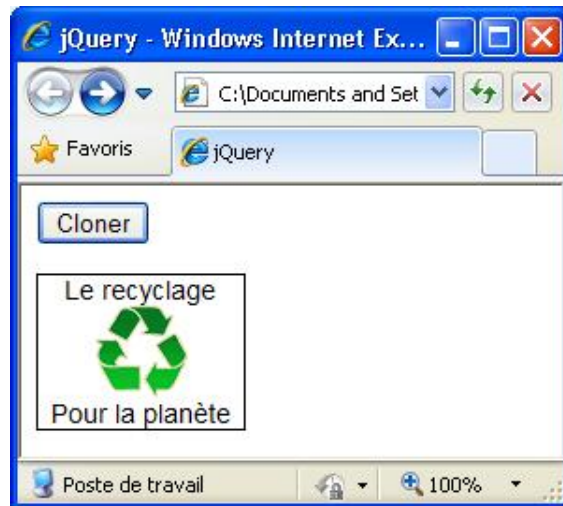 jQuery - Windows Internet Ex...
C:\Documents and Set
Favoris
jQuery
Cloner
Le recyclage
Pour la planète
Poste de travail
100%